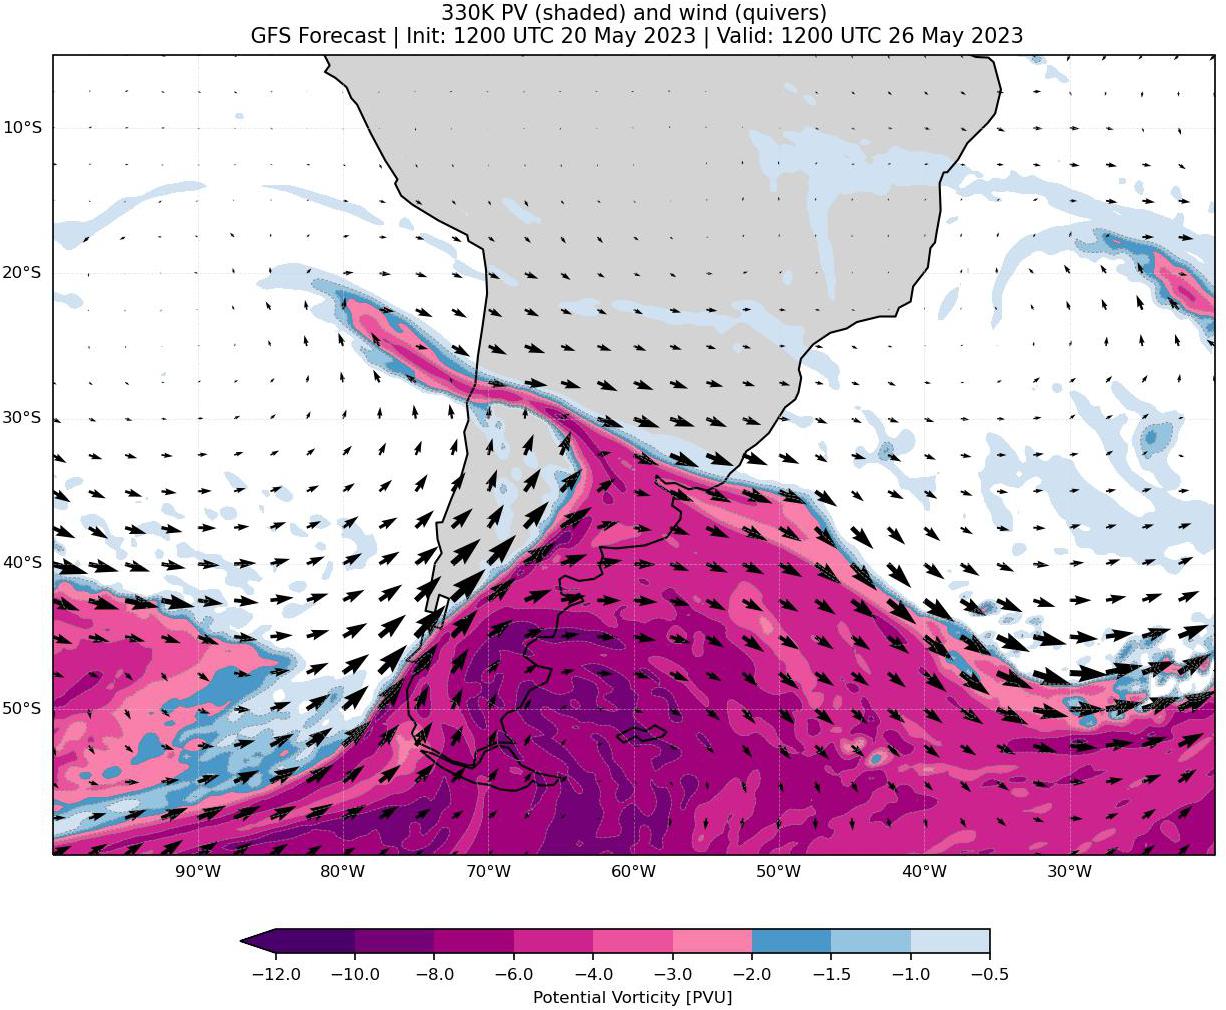 330K PV (shaded) and wind (quivers)
GFS Forecast | Init: 1200 UTC 20 May 2023 | Valid: 1200 UTC 26 May 2023
10°S
20°S
30°S
40°S
50°S
90°W 80°W 70°W 60°W 50°W 40°W 30°W
−12.0 −10.0 −8.0 −6.0 −4.0 −3.0 −2.0 −1.5 −1.0 −0.5
Potential Vorticity [PVU]